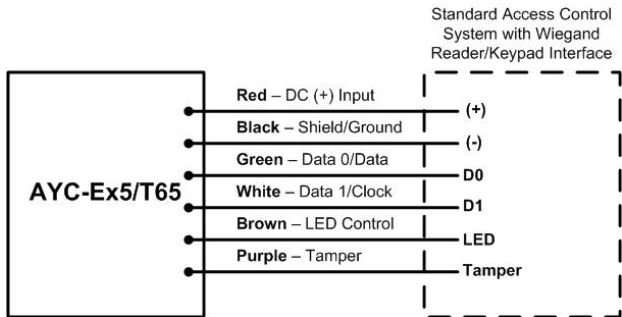 Standard Access Control
System with Wiegand
Reader/Keypad Interface
Red – DC (+) Input
(+)
Black – Shield/Ground
(-)
Green – Data 0/Data
D0
AYC-Ex5/T65
White – Data 1/Clock
D1
Brown – LED Control
LED
Purple – Tamper
Tamper